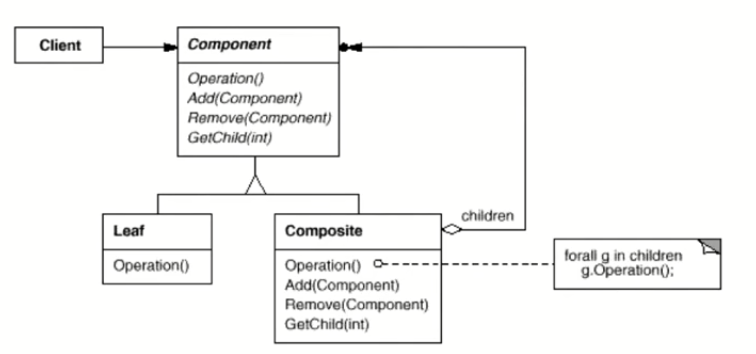 Client
Component
Operation()
Add(Component)
Remove(Component)
GetChild(int)
Leaf
Operation()
Composite
Operation()
Add(Component)
Remove(Component)
GetChild(int)
children
forall g in children
g.Operation();